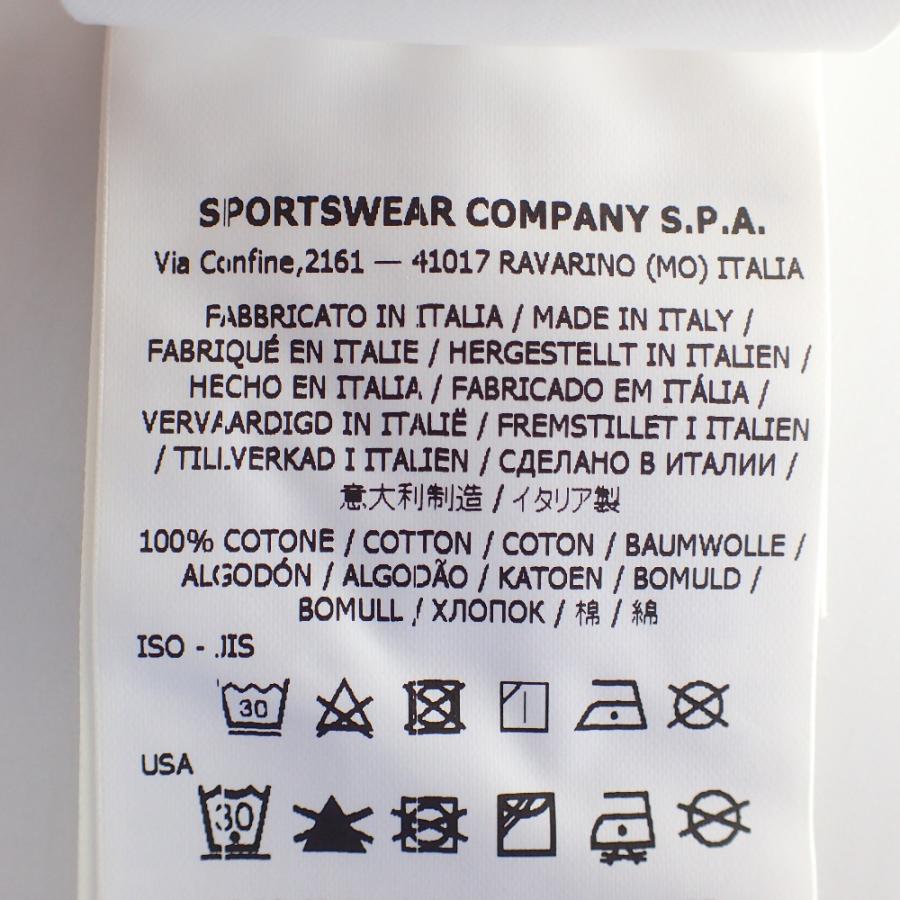 SPORTSWEAR COMPANY S.P.A.
Via Confine,2161 — 41017 RAVARINO (MO) ITALIA
FABBRICATO IN ITALIA / MADE IN ITALY /
FABRIQUÉ EN ITALIE / HERGESTELLT IN ITALIEN /
HECHO EN ITALIA / FABRICADO EM ITÁLIA /
VERVAARDIGD IN ITALIË / FREMSTILLET I ITALIEN
/ TILLVERKAD I ITALIEN / СДЕЛАНО В ИТАЛИИ /
意大利制造 / イタリア製
100% COTONE / COTTON / COTON / BAUMWOLLE /
ALGODÓN / ALGODÃO / KATOEN / BOMULD /
BOMULL / ХЛОПОК / 棉 / 綿
ISO - JIS
30
USA
30